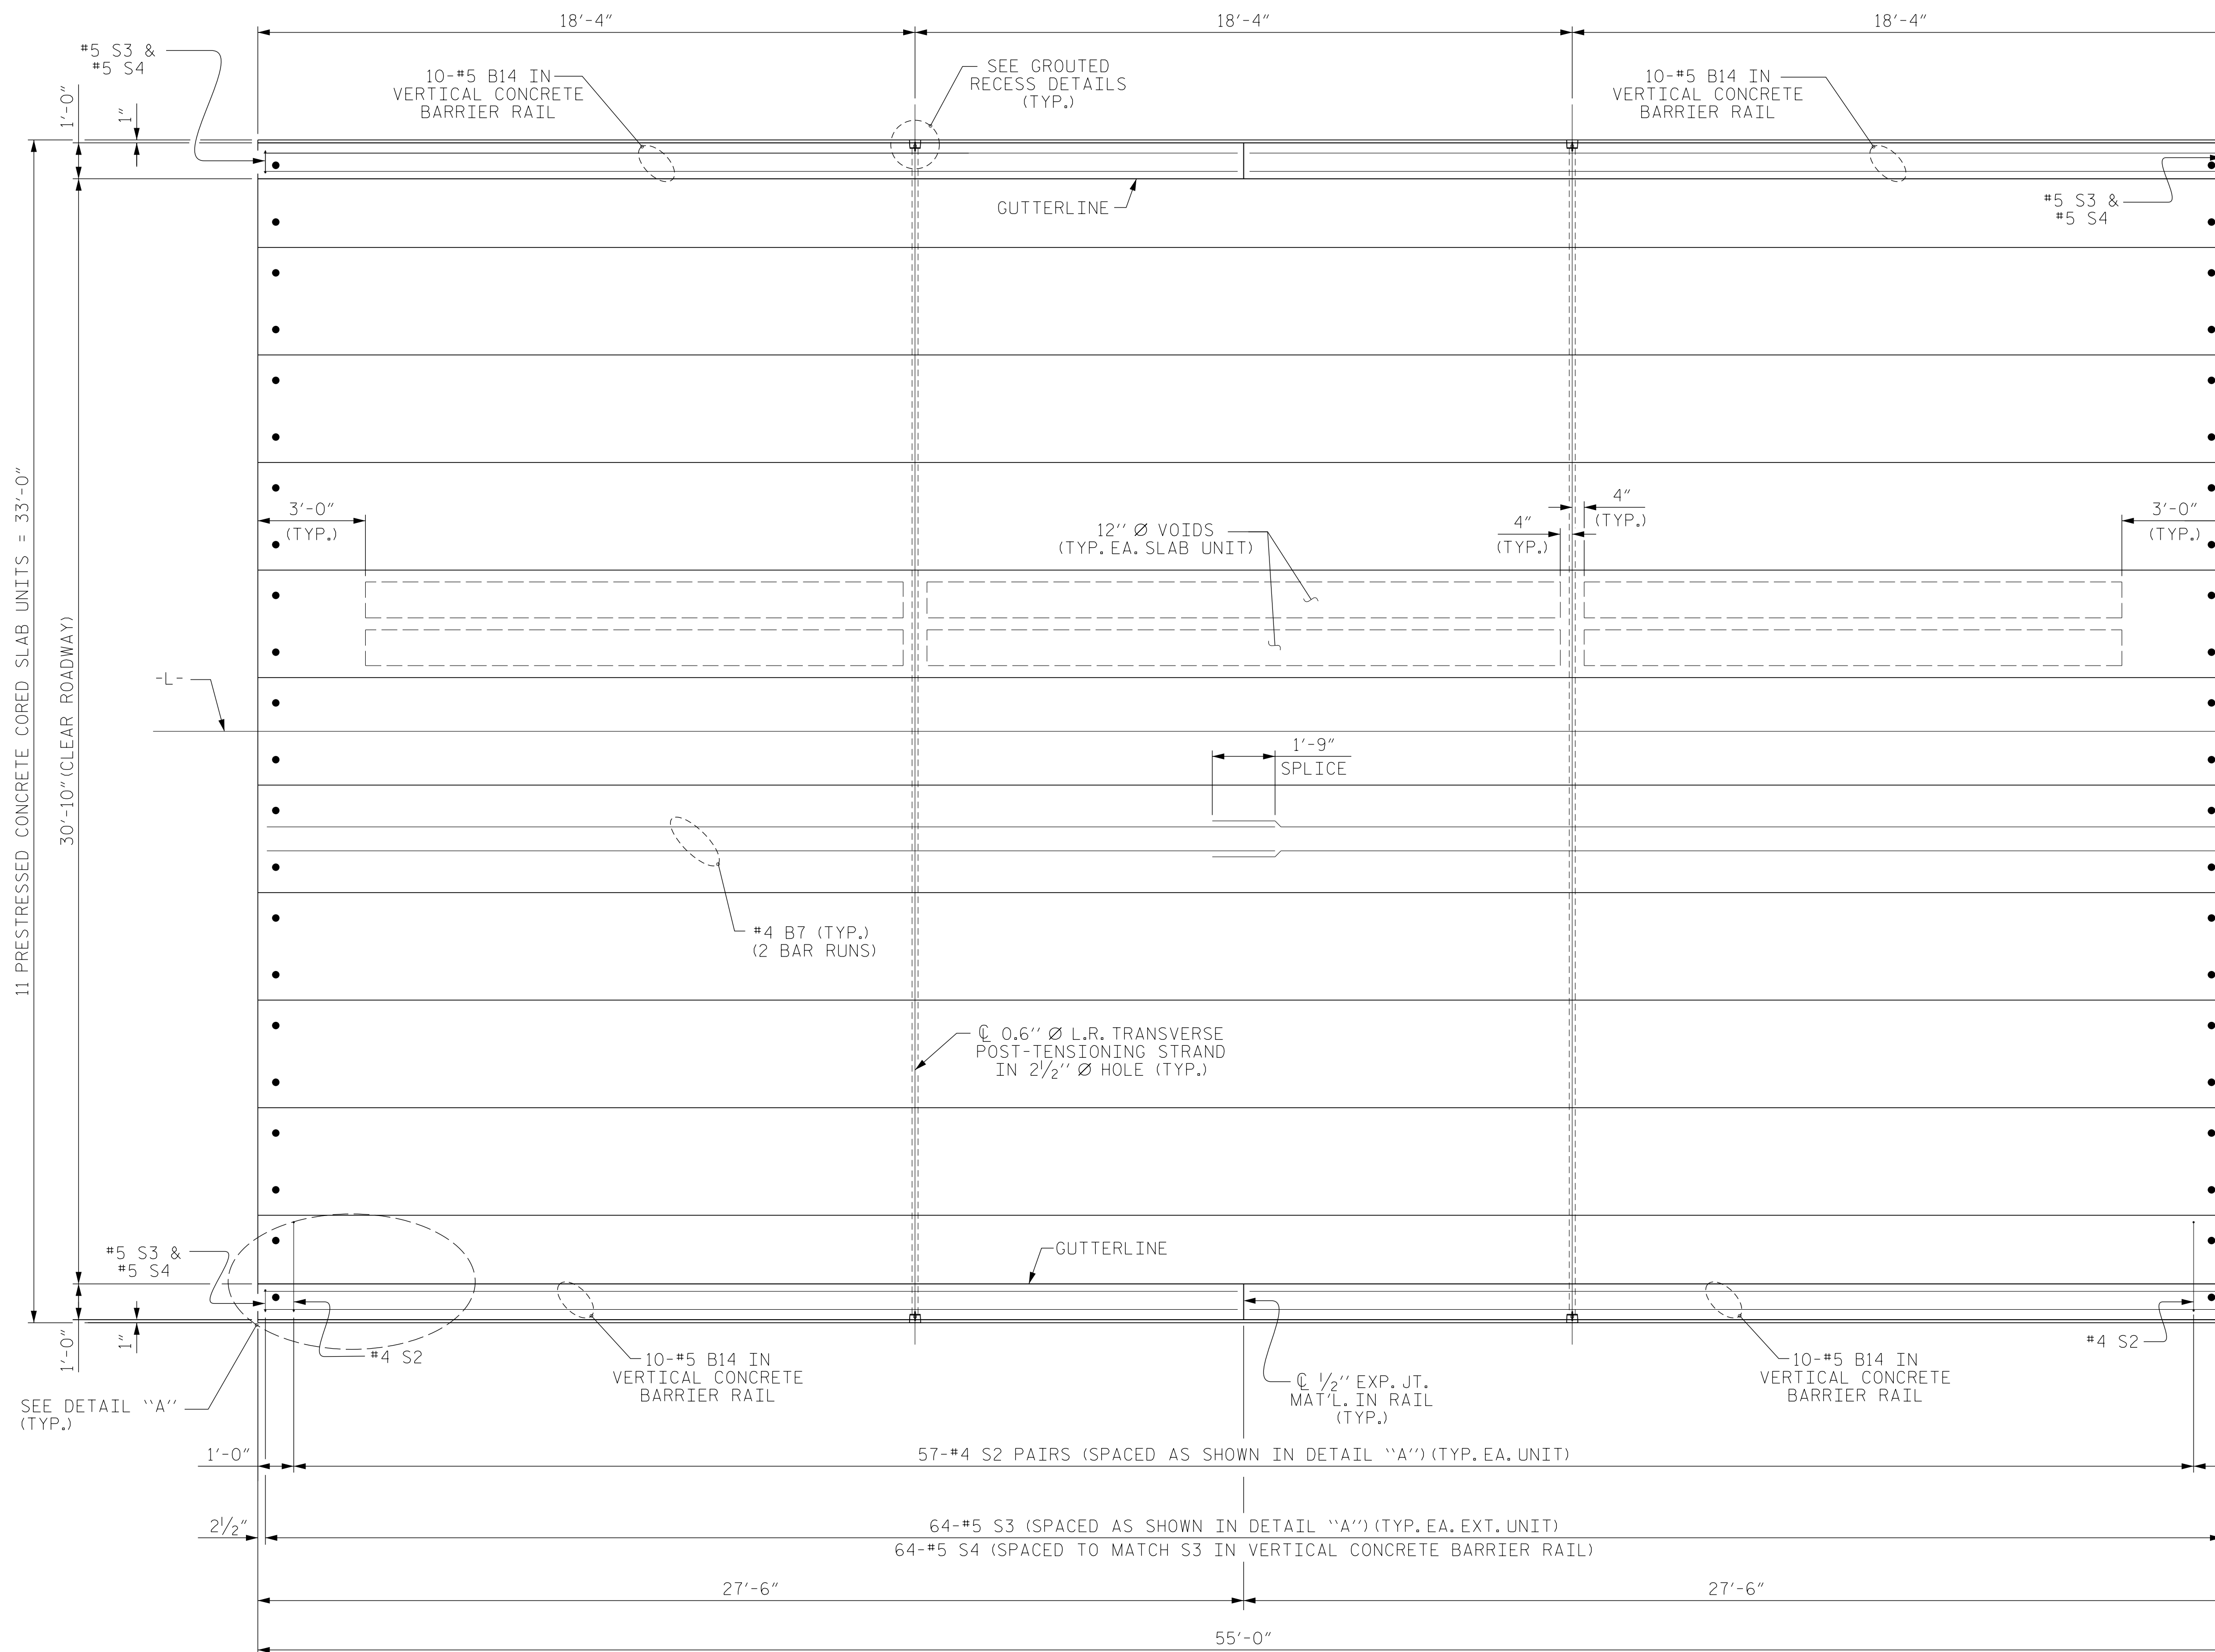 18'-4"
18'-4"
18'-4"
#5 S3 &
#5 S4
10-#5 B14 IN
VERTICAL CONCRETE
BARRIER RAIL
SEE GROUTED
RECESS DETAILS
(TYP.)
10-#5 B14 IN
VERTICAL CONCRETE
BARRIER RAIL
1'-0"
1"
GUTTERLINE
#5 S3 &
#5 S4
11 PRESTRESSED CONCRETE CORED SLAB UNITS = 33'-0"
30'-10" (CLEAR ROADWAY)
3'-0"
(TYP.)
12'' Ø VOIDS
(TYP. EA. SLAB UNIT)
4"
(TYP.)
4"
(TYP.)
3'-0"
(TYP.)
-L-
1'-9"
SPLICE
#4 B7 (TYP.)
(2 BAR RUNS)
℄ 0.6'' Ø L.R. TRANSVERSE
POST-TENSIONING STRAND
IN 2½'' Ø HOLE (TYP.)
#5 S3 &
#5 S4
GUTTERLINE
1'-0"
1"
#4 S2
10-#5 B14 IN
VERTICAL CONCRETE
BARRIER RAIL
℄ ½'' EXP. JT.
MAT'L. IN RAIL
(TYP.)
10-#5 B14 IN
VERTICAL CONCRETE
BARRIER RAIL
#4 S2
SEE DETAIL ``A''
(TYP.)
1'-0"
57-#4 S2 PAIRS (SPACED AS SHOWN IN DETAIL ``A'') (TYP. EA. UNIT)
2½"
64-#5 S3 (SPACED AS SHOWN IN DETAIL ``A'') (TYP. EA. EXT. UNIT)
64-#5 S4 (SPACED TO MATCH S3 IN VERTICAL CONCRETE BARRIER RAIL)
27'-6"
27'-6"
55'-0"